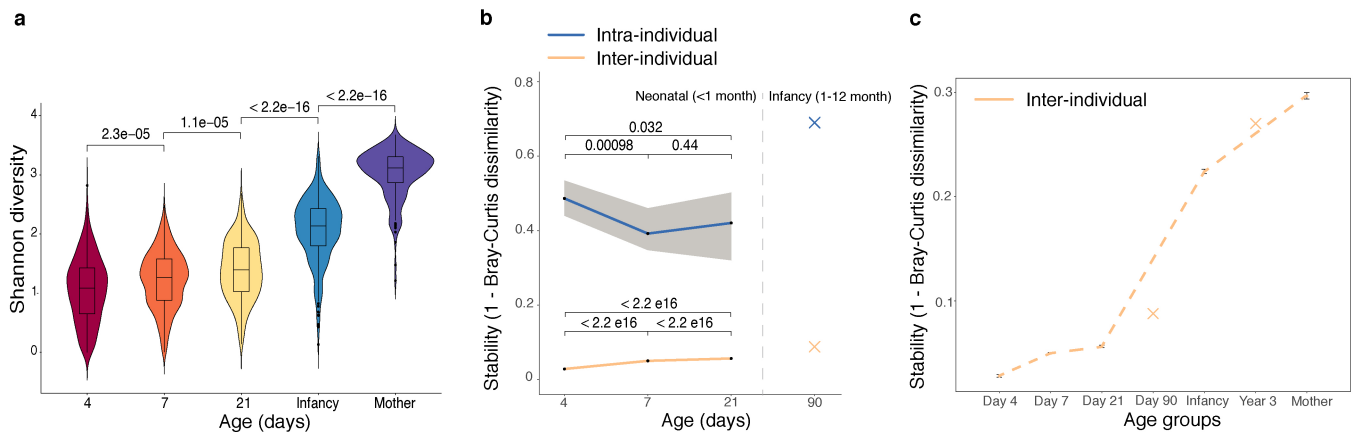 a
Shannon diversity
4
3
2
1
0
2.3e−05
1.1e−05
< 2.2e−16
< 2.2e−16
4
7
21
Infancy
Mother
Age (days)
b
Intra-individual
Inter-individual
Stability (1 - Bray-Curtis dissimilarity)
0.8
0.6
0.4
0.2
0
Neonatal (<1 month)
Infancy (1-12 month)
0.032
0.00098
0.44
< 2.2 e16
< 2.2 e16
< 2.2 e16
4
7
21
90
Age (days)
c
Inter-individual
Stability (1 - Bray-Curtis dissimilarity)
0.3
0.2
0.1
Day 4
Day 7
Day 21
Day 90
Infancy
Year 3
Mother
Age groups